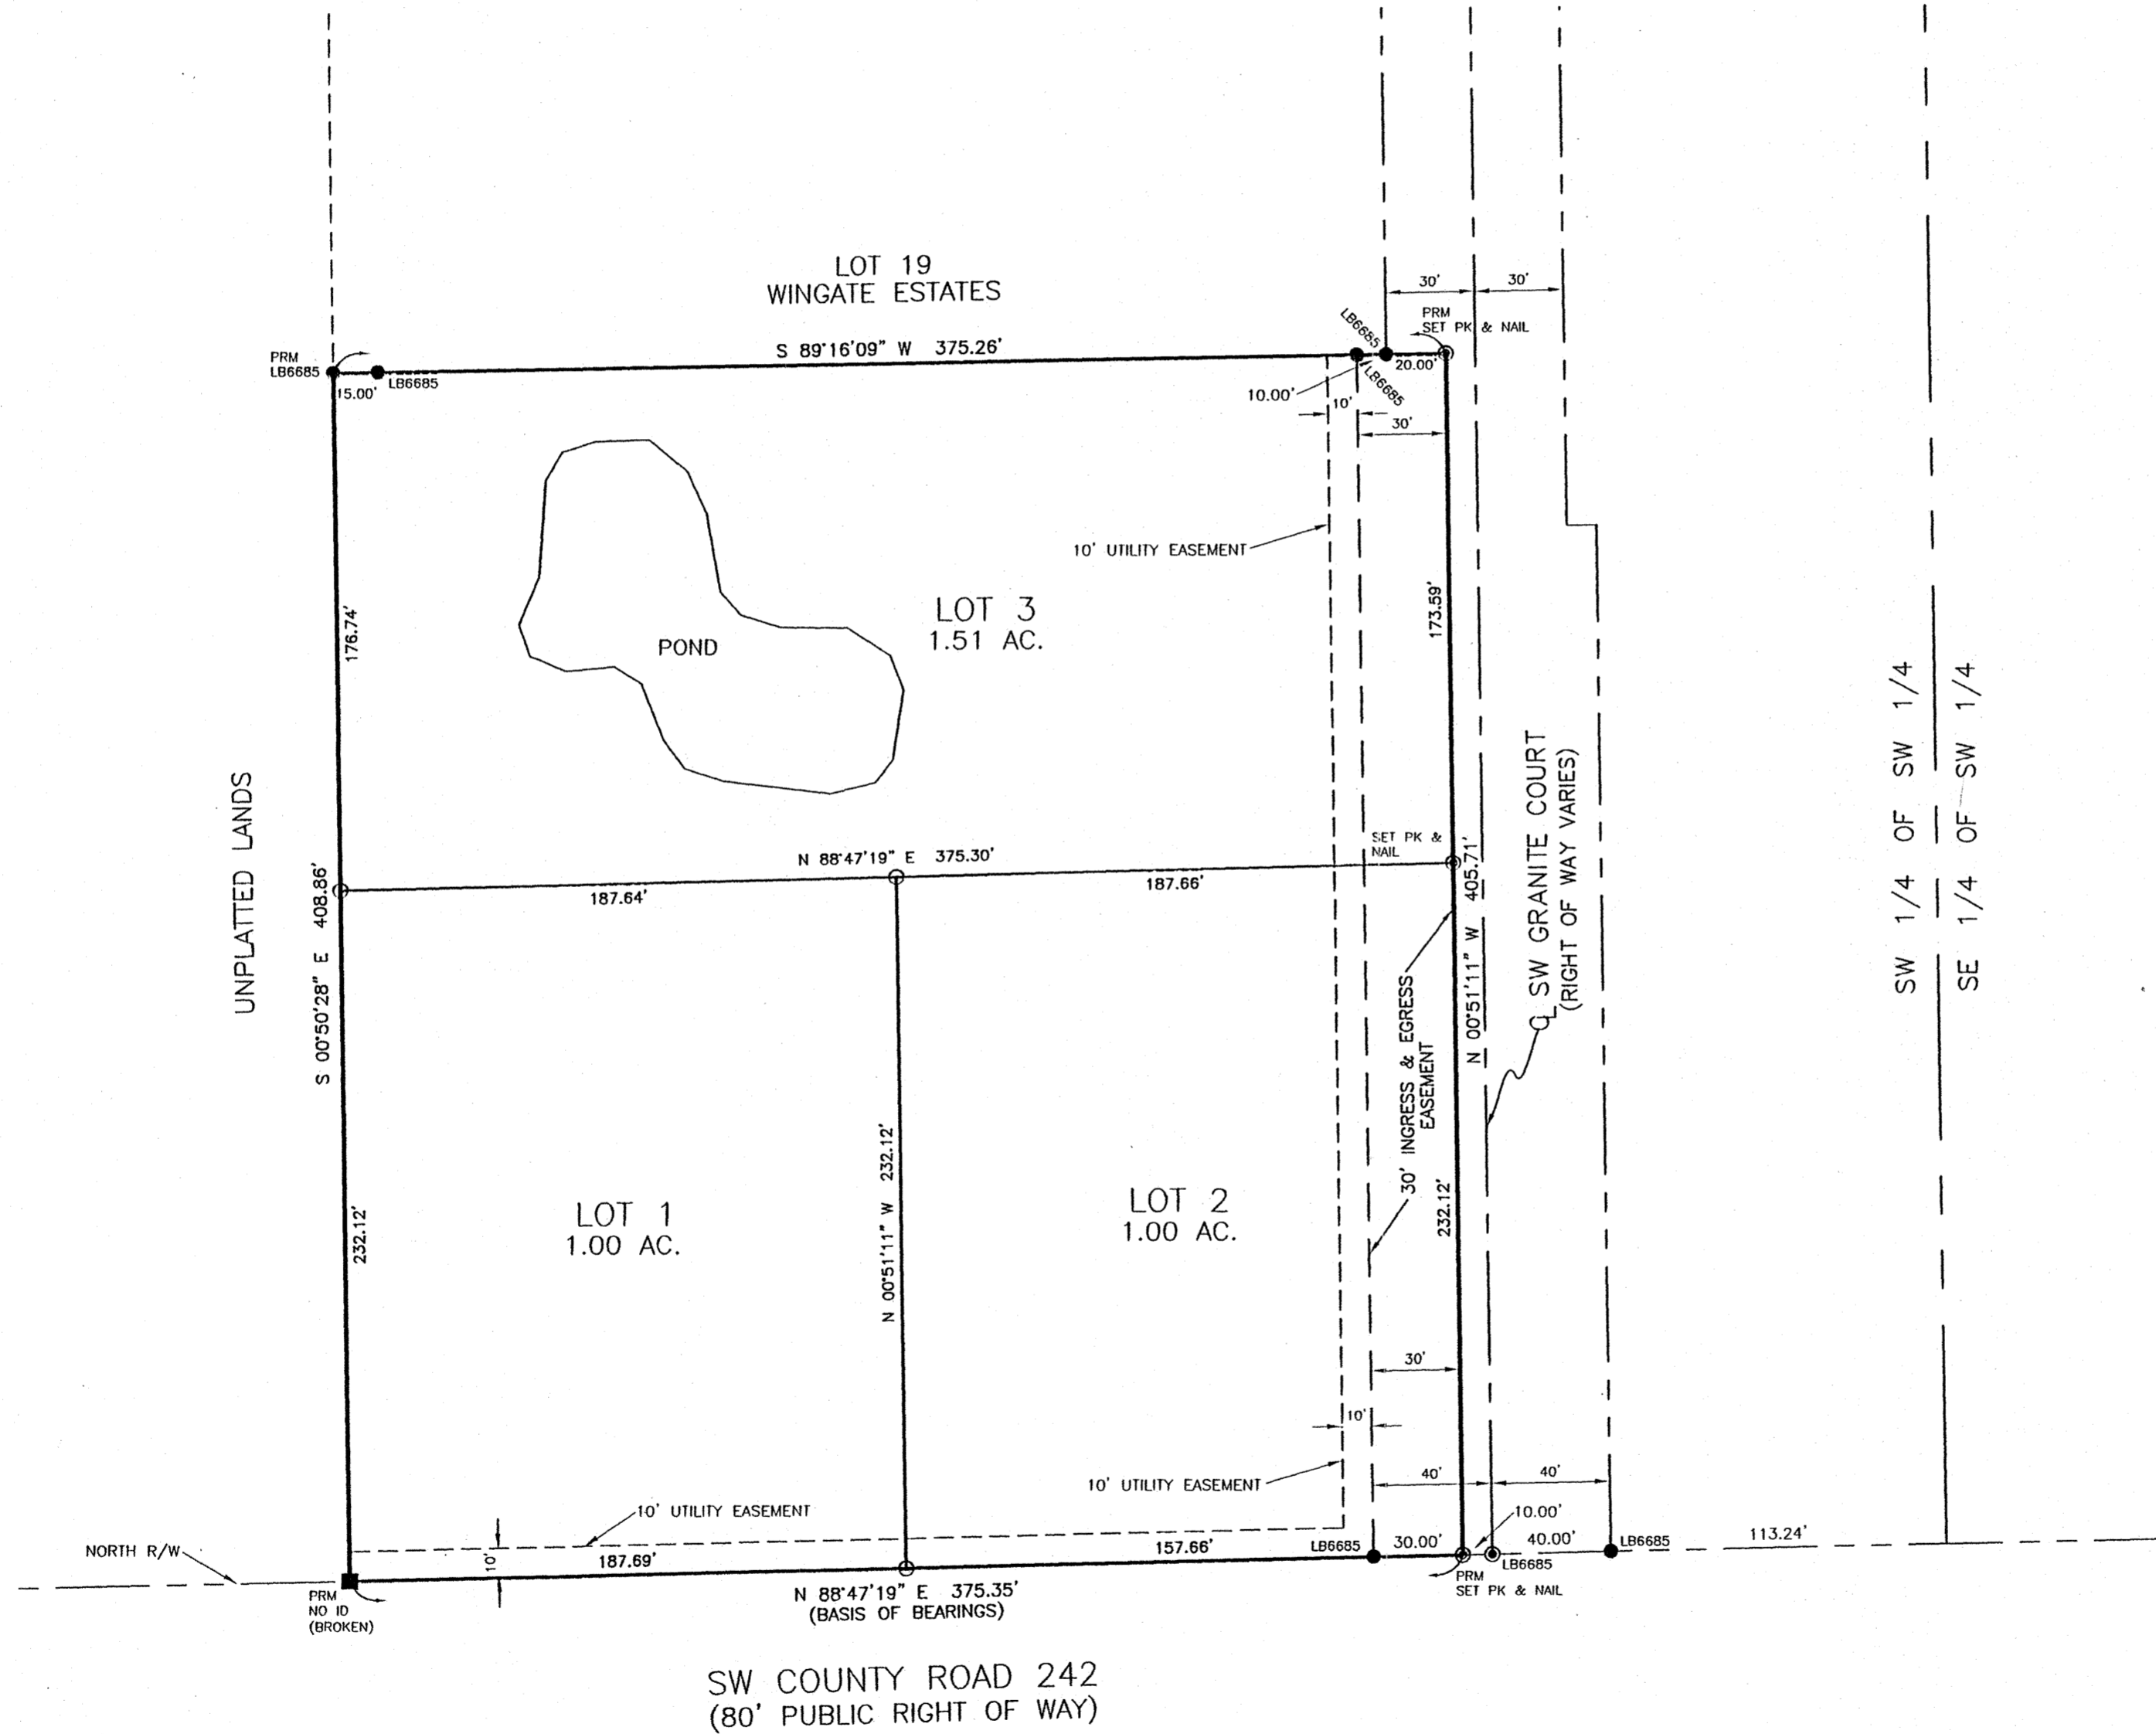 LOT 19
WINGATE ESTATES
30'
30'
PRM
SET PK & NAIL
LB6685
S 89°16'09" W 375.26'
PRM
LB6685
15.00'
LB6685
20.00'
LB6685
10.00'
10'
30'
10' UTILITY EASEMENT
LOT 3
1.51 AC.
POND
176.74'
173.59'
SW 1/4 OF SW 1/4
SE 1/4 OF SW 1/4
UNPLATTED LANDS
S 00°50'28" E 408.86'
N 88°47'19" E 375.30'
187.64'
187.66'
SET PK &
NAIL
N 00°51'11" W 405.71'
CL SW GRANITE COURT
(RIGHT OF WAY VARIES)
30' INGRESS & EGRESS
EASEMENT
N 00°51'11" W 232.12'
LOT 1
1.00 AC.
LOT 2
1.00 AC.
232.12'
232.12'
30'
10'
40'
40'
10' UTILITY EASEMENT
10' UTILITY EASEMENT
10.00'
NORTH R/W
10'
187.69'
157.66'
LB6685
30.00'
40.00'
LB6685
LB6685
113.24'
PRM
NO ID
(BROKEN)
N 88°47'19" E 375.35'
(BASIS OF BEARINGS)
PRM
SET PK & NAIL
SW COUNTY ROAD 242
(80' PUBLIC RIGHT OF WAY)